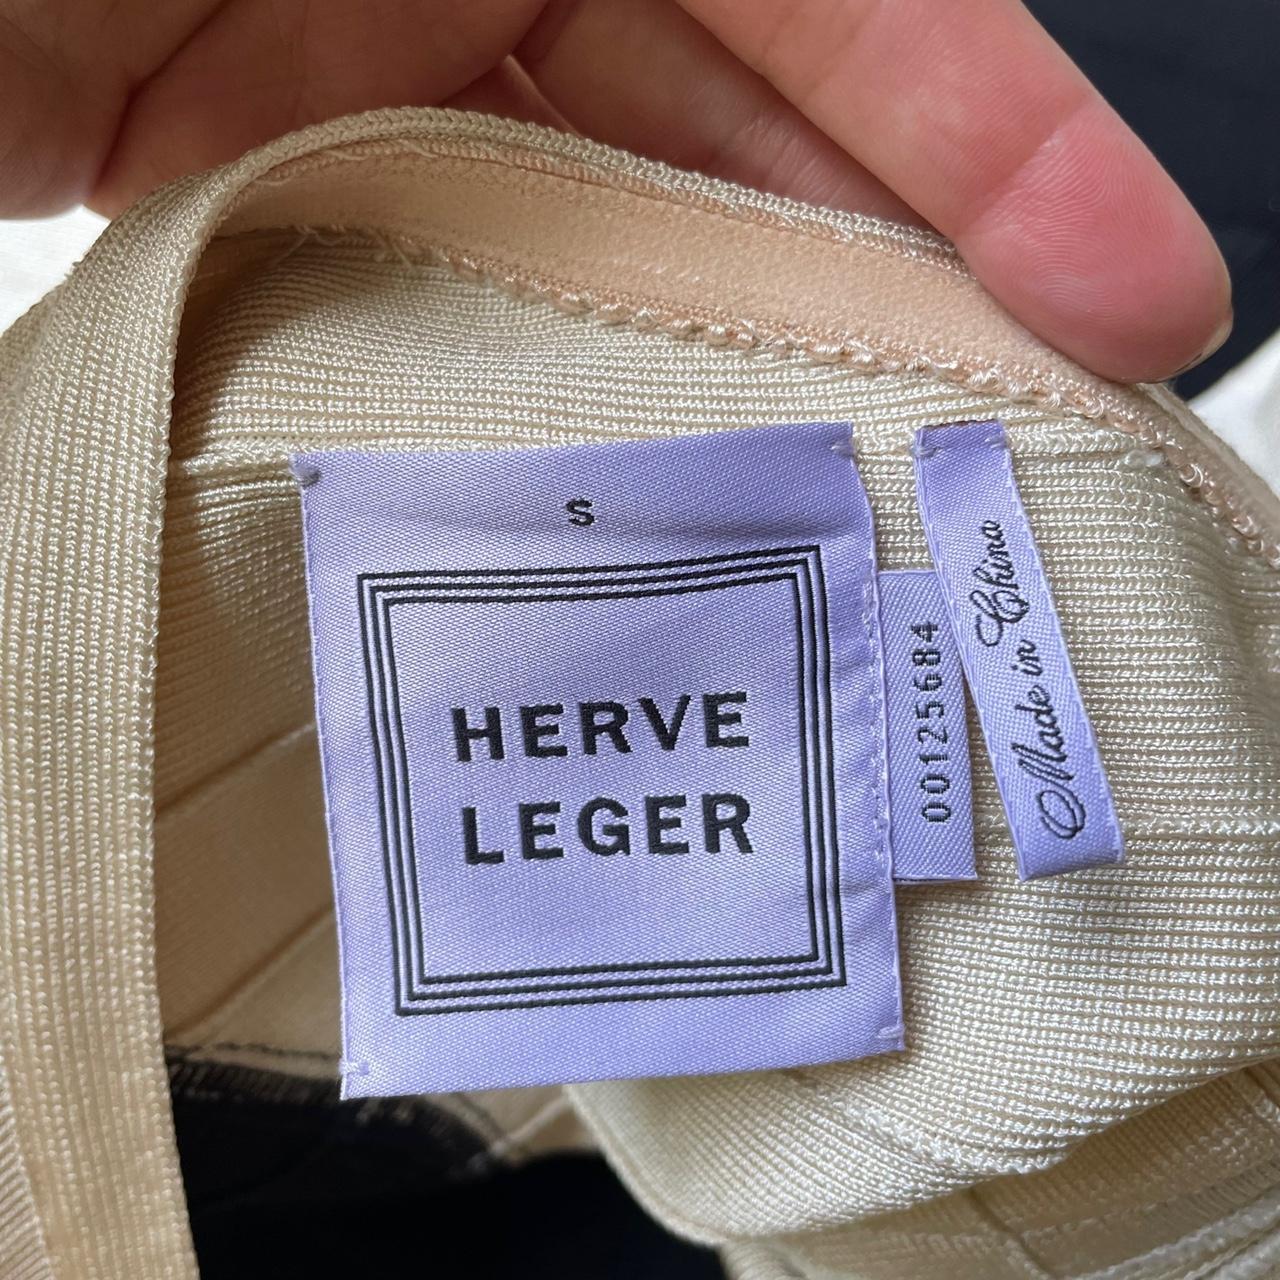 S
HERVE
LEGER
00125684
Made in China